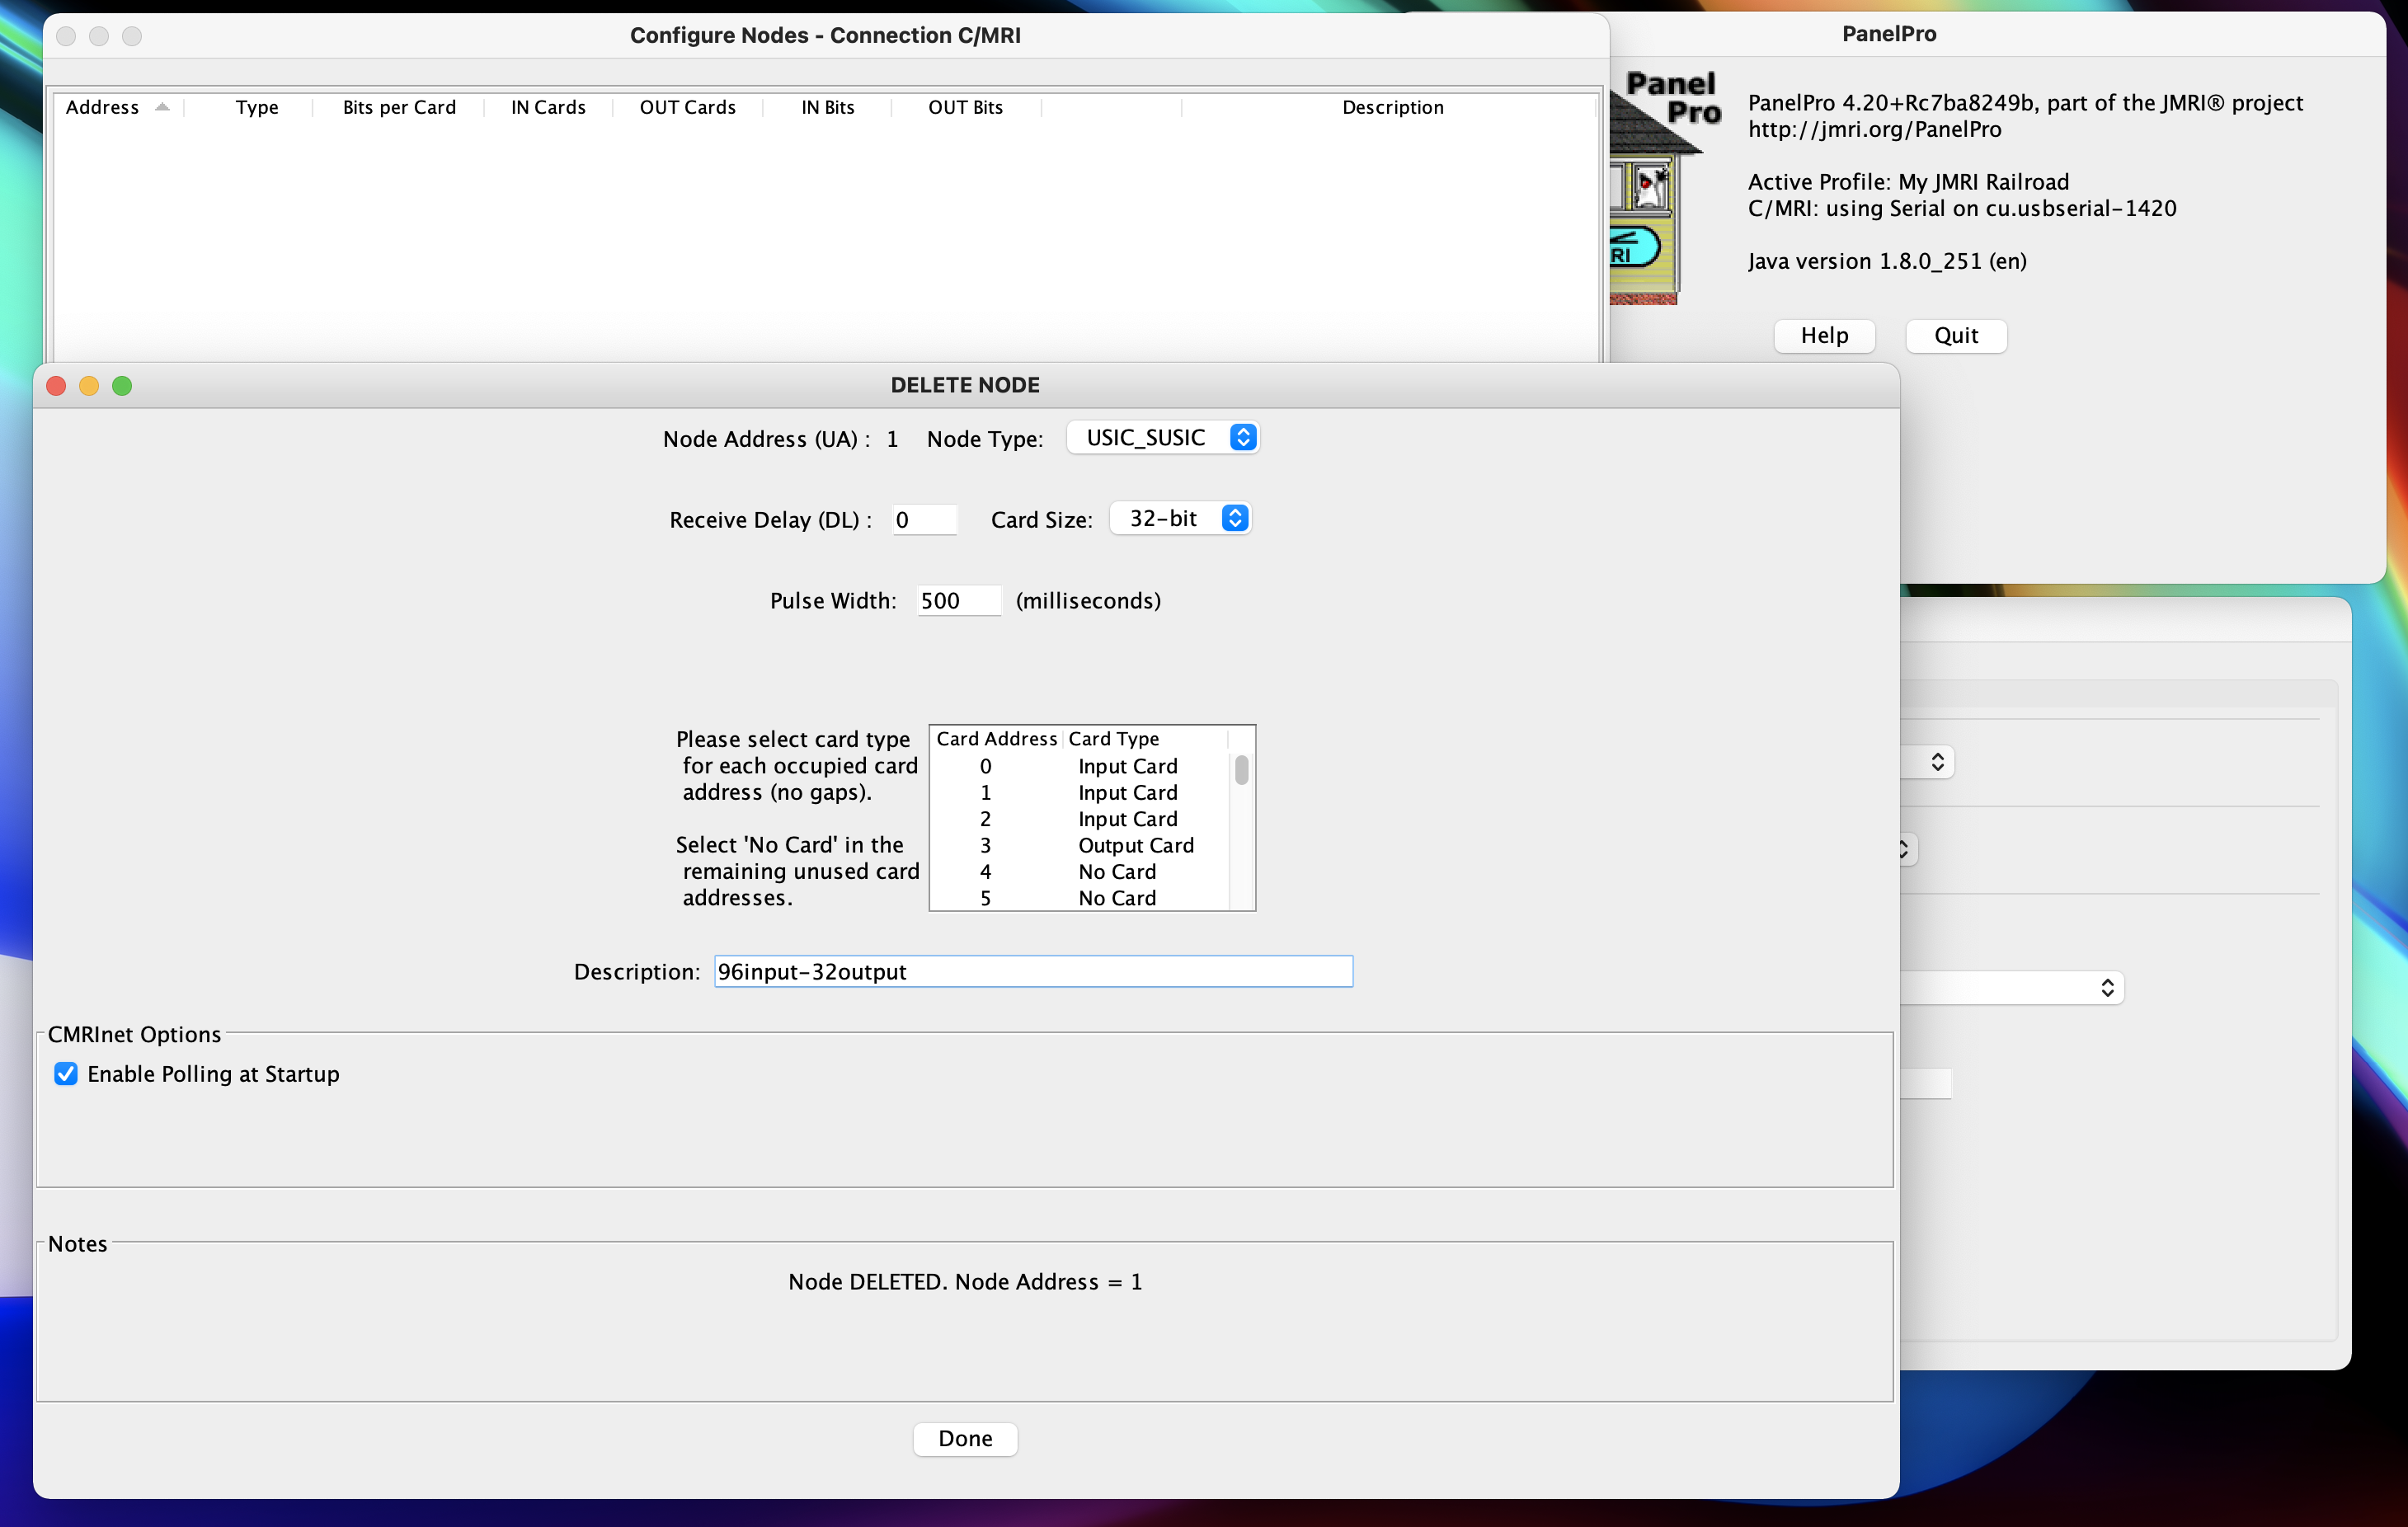 Configure Nodes - Connection C/MRI
Address Type Bits per Card IN Cards OUT Cards IN Bits OUT Bits Description
PanelPro
Panel
Pro
RI
PanelPro 4.20+Rc7ba8249b, part of the JMRI® project
http://jmri.org/PanelPro
Active Profile: My JMRI Railroad
C/MRI: using Serial on cu.usbserial-1420
Java version 1.8.0_251 (en)
Help Quit
DELETE NODE
Node Address (UA) : 1 Node Type: USIC_SUSIC
Receive Delay (DL) : 0 Card Size: 32-bit
Pulse Width: 500 (milliseconds)
Please select card type
for each occupied card
address (no gaps).
Select 'No Card' in the
remaining unused card
addresses.
Card Address Card Type
0 Input Card
1 Input Card
2 Input Card
3 Output Card
4 No Card
5 No Card
Description: 96input-32output
CMRInet Options
Enable Polling at Startup
Notes
Node DELETED. Node Address = 1
Done